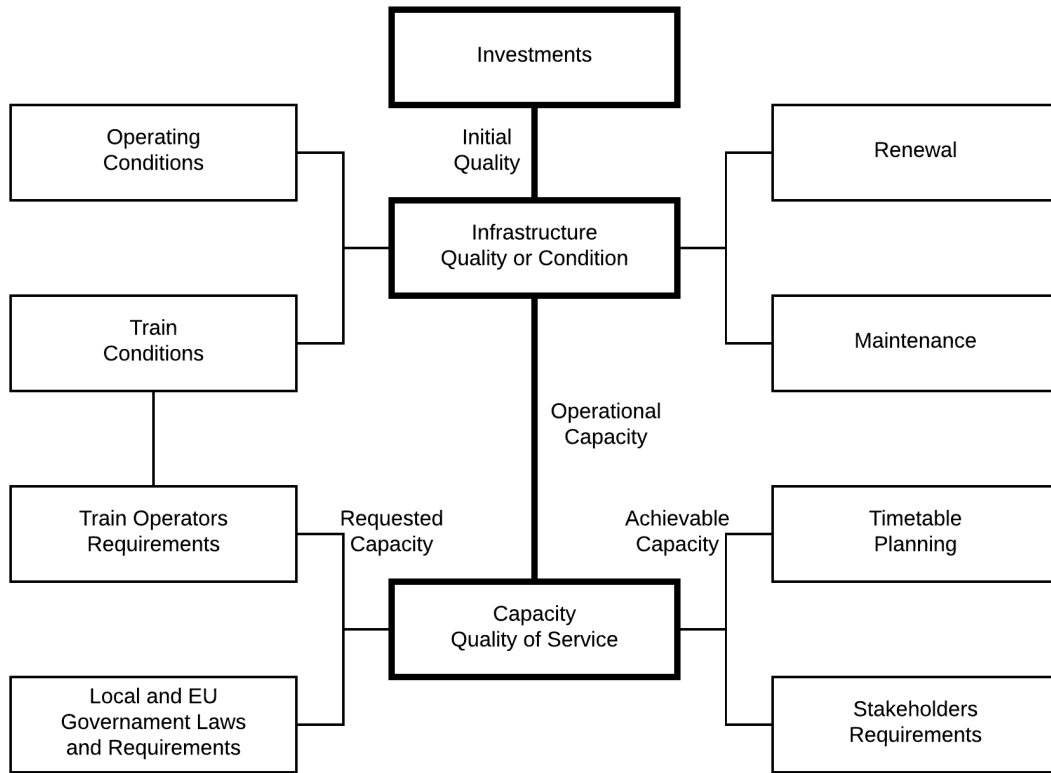 Investments
Operating
Conditions
Initial
Quality
Renewal
Infrastructure
Quality or Condition
Train
Conditions
Maintenance
Operational
Capacity
Train Operators
Requirements
Requested
Capacity
Achievable
Capacity
Timetable
Planning
Capacity
Quality of Service
Local and EU
Governament Laws
and Requirements
Stakeholders
Requirements